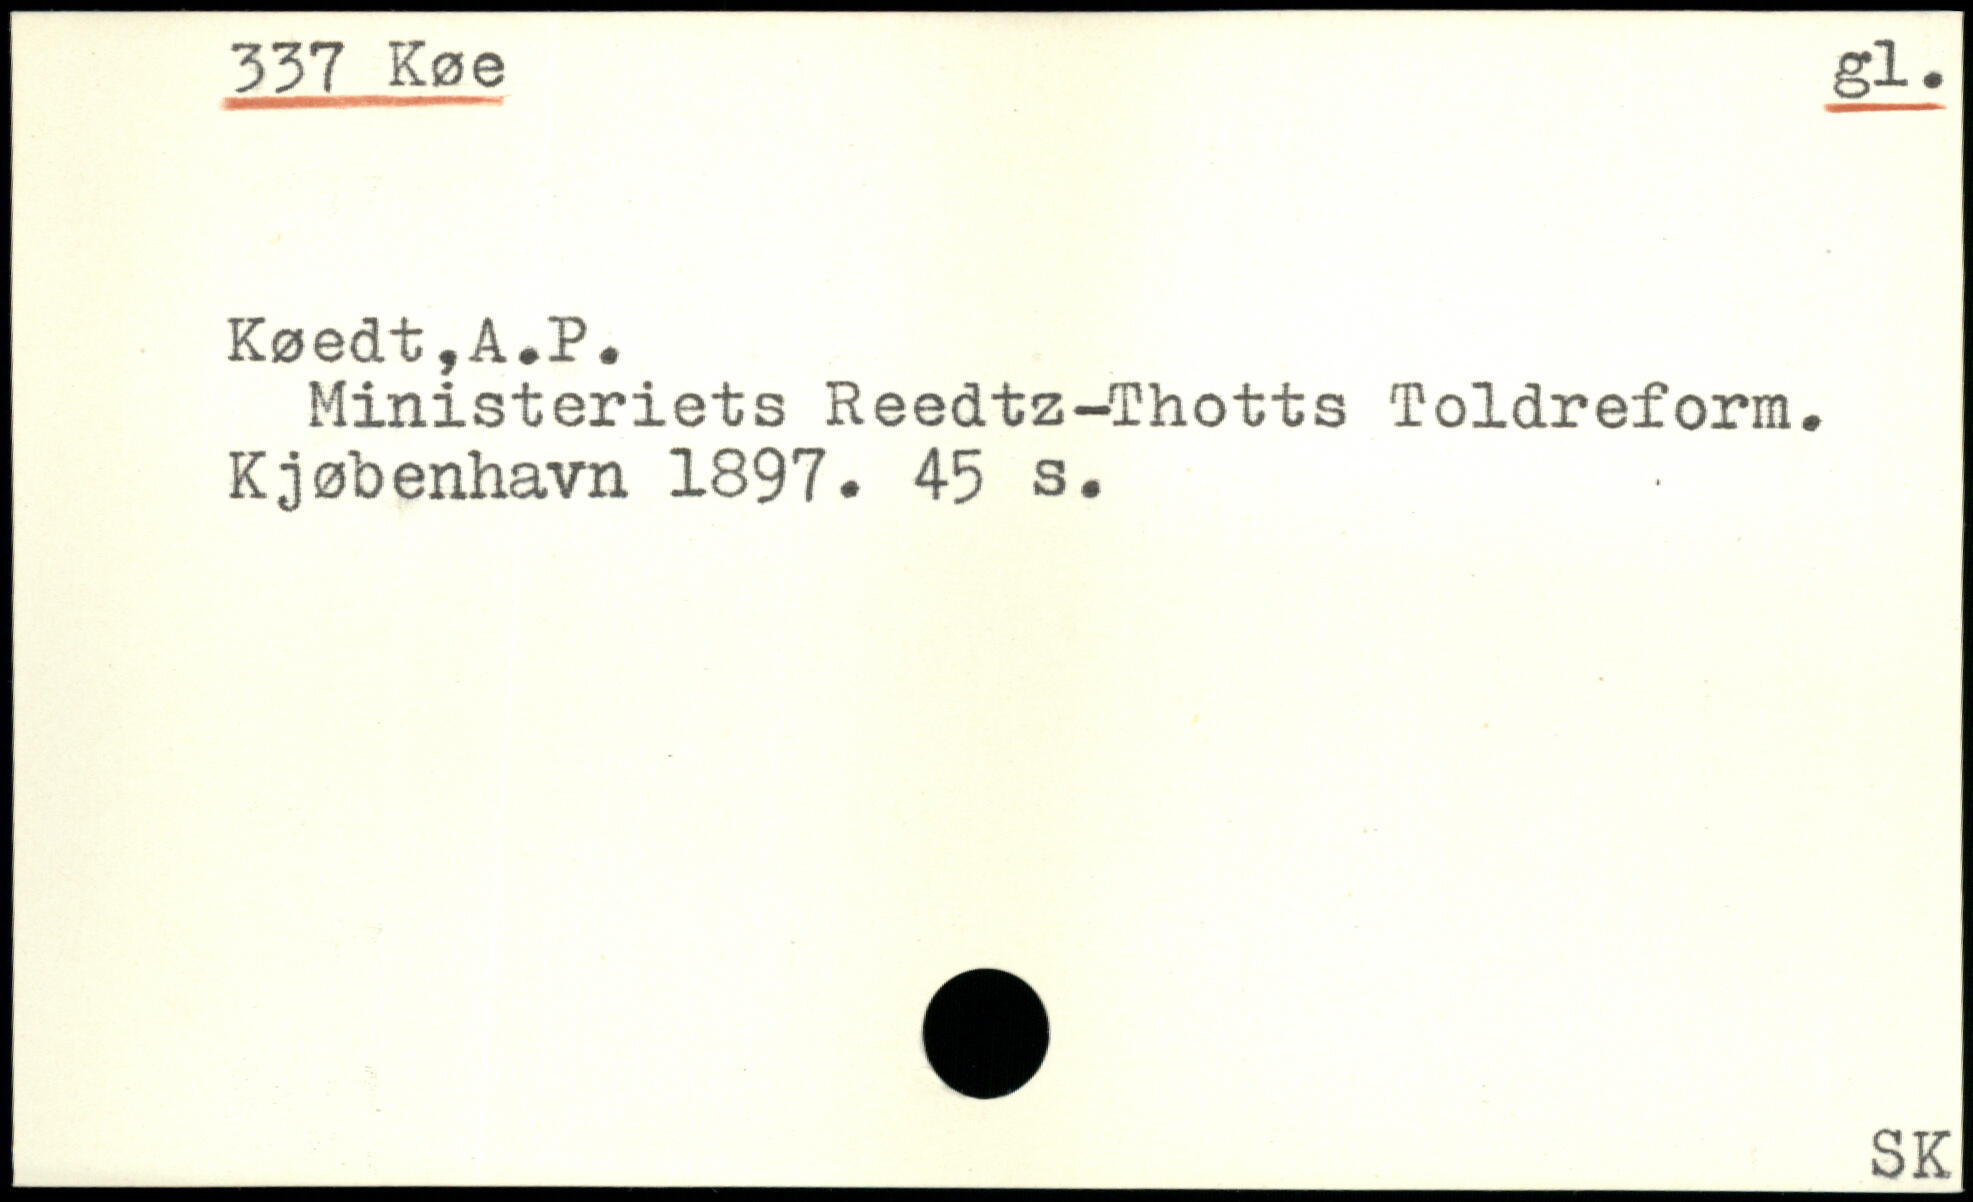 337 Køe gl.
Køedt,A.P.
Ministeriets Reedtz-Thotts Toldreform.
Kjøbenhavn 1897. 45 s.
SK